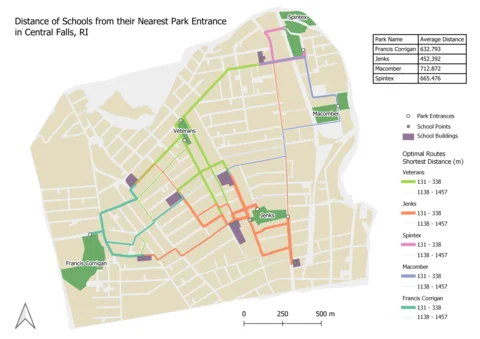 Distance of Schools from their Nearest Park Entrance
in Central Falls, RI
Spintex
Park Name Average Distance
Francis Corrigan 632.793
Jenks 452.392
Macomber 712.872
Spintex 665.476
Macomber
Veterans
Jenks
Francis Corrigan
Park Entrances
School Points
School Buildings
Optimal Routes
Shortest Distance (m)
Veterans
131 - 338
1138 - 1457
Jenks
131 - 338
1138 - 1457
Spintex
131 - 338
1138 - 1457
Macomber
131 - 338
1138 - 1457
Francis Corrigan
131 - 338
1138 - 1457
0 250 500 m